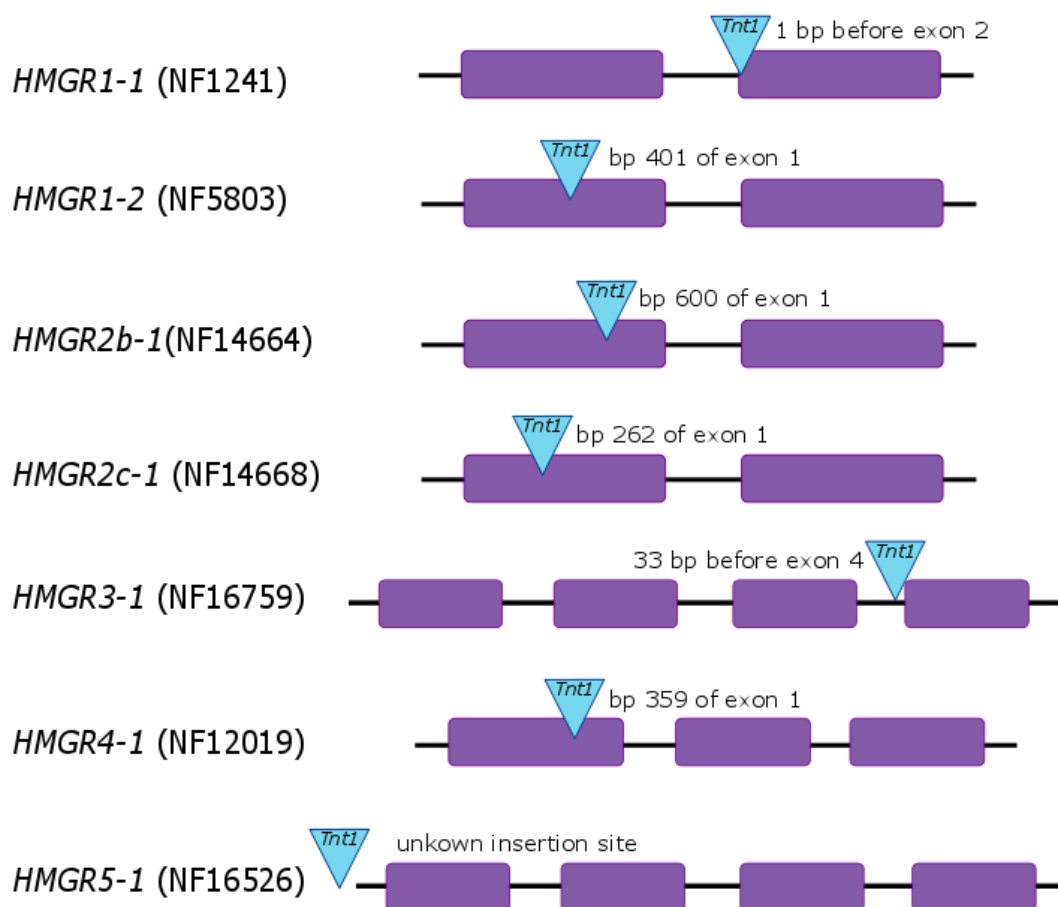 Tnt1 1 bp before exon 2
HMGR1-1 (NF1241)
Tnt1 bp 401 of exon 1
HMGR1-2 (NF5803)
Tnt1 bp 600 of exon 1
HMGR2b-1(NF14664)
Tnt1 bp 262 of exon 1
HMGR2c-1 (NF14668)
33 bp before exon 4 Tnt1
HMGR3-1 (NF16759)
Tnt1 bp 359 of exon 1
HMGR4-1 (NF12019)
Tnt1 unkown insertion site
HMGR5-1 (NF16526)